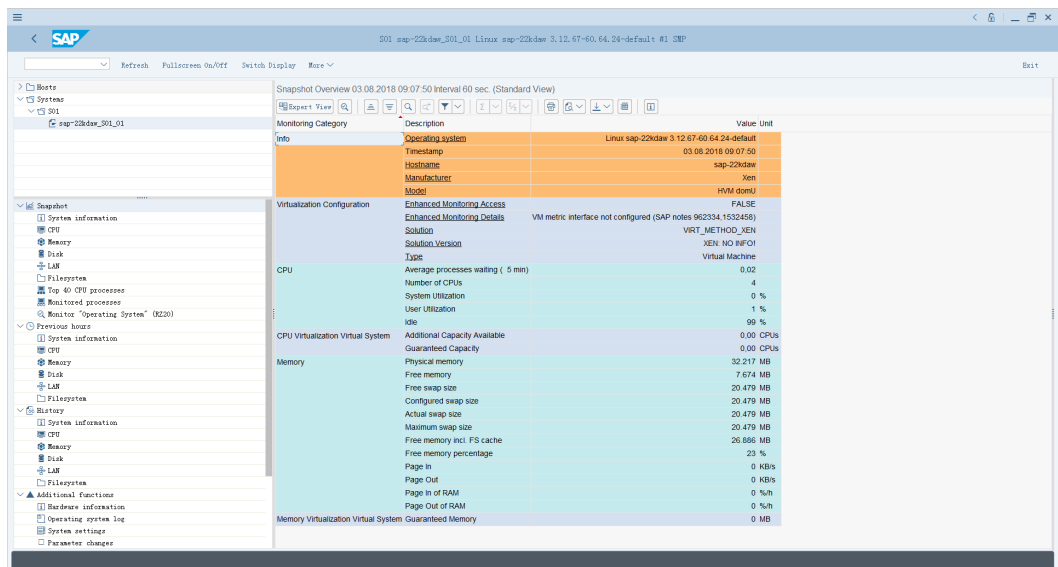 S01 sap-22kdaw_S01_01 Linux sap-22kdaw 3.12.67-60.64.24-default #1 SMP
SAP
Refresh Fullscreen On/Off Switch Display More Exit
Hosts
Systems
S01
sap-22kdaw_S01_01
Snapshot
System information
CPU
Memory
Disk
LAN
Filesystem
Top 40 CPU processes
Monitored processes
Monitor "Operating System" (RZ20)
Previous hours
System information
CPU
Memory
Disk
LAN
Filesystem
History
System information
CPU
Memory
Disk
LAN
Filesystem
Additional functions
Hardware information
Operating system log
System settings
Parameter changes
Snapshot Overview 03.08.2018 09:07:50 Interval 60 sec. (Standard View)
Expert View
Monitoring Category Description Value Unit
Info Operating system Linux sap-22kdaw 3.12.67-60.64.24-default
Timestamp 03.08.2018 09:07:50
Hostname sap-22kdaw
Manufacturer Xen
Model HVM domU
Virtualization Configuration Enhanced Monitoring Access FALSE
Enhanced Monitoring Details VM metric interface not configured (SAP notes 962334,1532458)
Solution VIRT_METHOD_XEN
Solution Version XEN: NO INFO!
Type Virtual Machine
CPU Average processes waiting ( 5 min) 0,02
Number of CPUs 4
System Utilization 0 %
User Utilization 1 %
Idle 99 %
CPU Virtualization Virtual System Additional Capacity Available 0,00 CPUs
Guaranteed Capacity 0,00 CPUs
Memory Physical memory 32.217 MB
Free memory 7.674 MB
Free swap size 20.479 MB
Configured swap size 20.479 MB
Actual swap size 20.479 MB
Maximum swap size 20.479 MB
Free memory incl. FS cache 26.886 MB
Free memory percentage 23 %
Page In 0 KB/s
Page Out 0 KB/s
Page In of RAM 0 %/h
Page Out of RAM 0 %/h
Memory Virtualization Virtual System Guaranteed Memory 0 MB